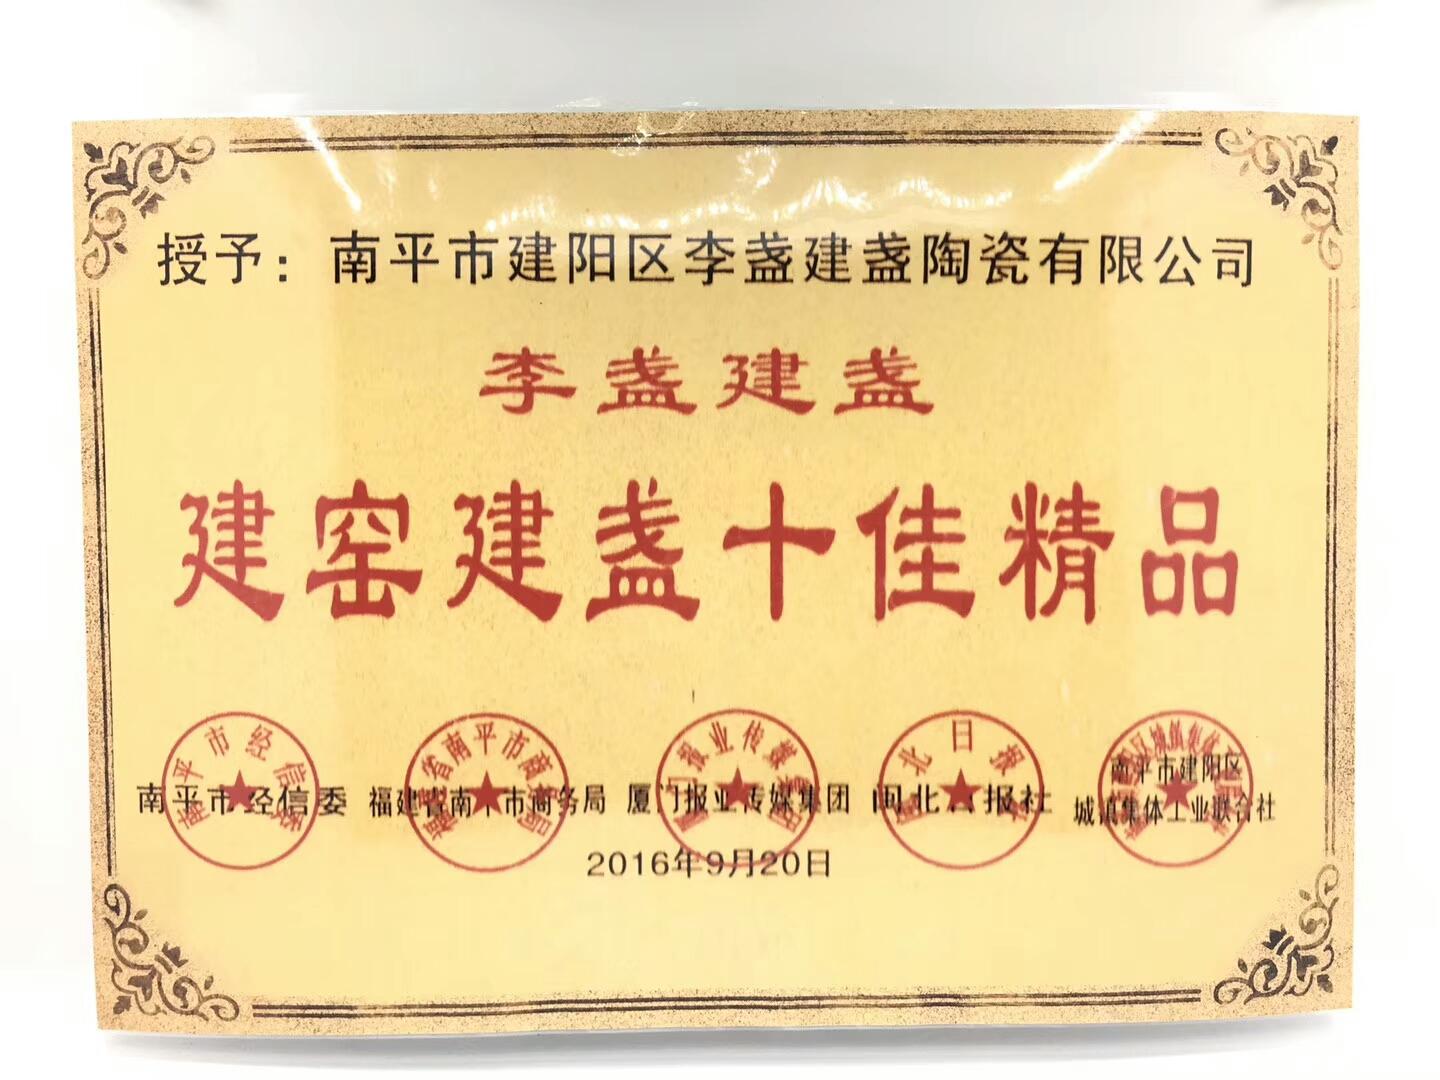 授予：南平市建阳区李盏建盏陶瓷有限公司
李盏建盏
建窑建盏十佳精品
南平市经信委
福建省南平市商务局
厦门报业传媒集团
闽北日报社
南平市建阳区
城镇集体工业联合社
2016年9月20日